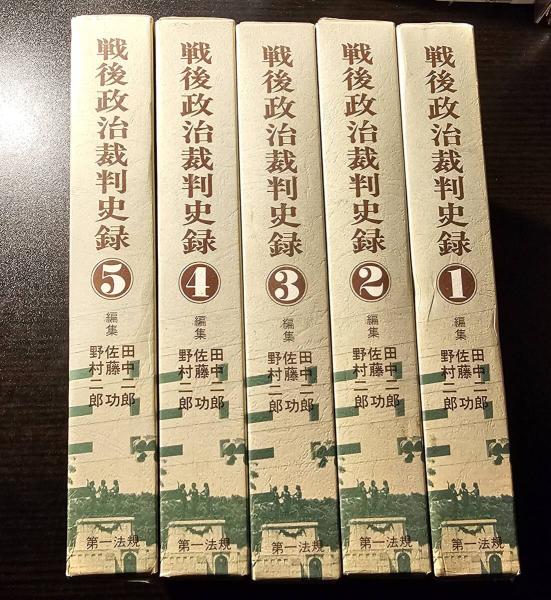 戦後政治裁判史録
1
編集
田中二郎
佐藤功
野村二郎
第一法規
戦後政治裁判史録
2
編集
田中二郎
佐藤功
野村二郎
第一法規
戦後政治裁判史録
3
編集
田中二郎
佐藤功
野村二郎
第一法規
戦後政治裁判史録
4
編集
田中二郎
佐藤功
野村二郎
第一法規
戦後政治裁判史録
5
編集
田中二郎
佐藤功
野村二郎
第一法規